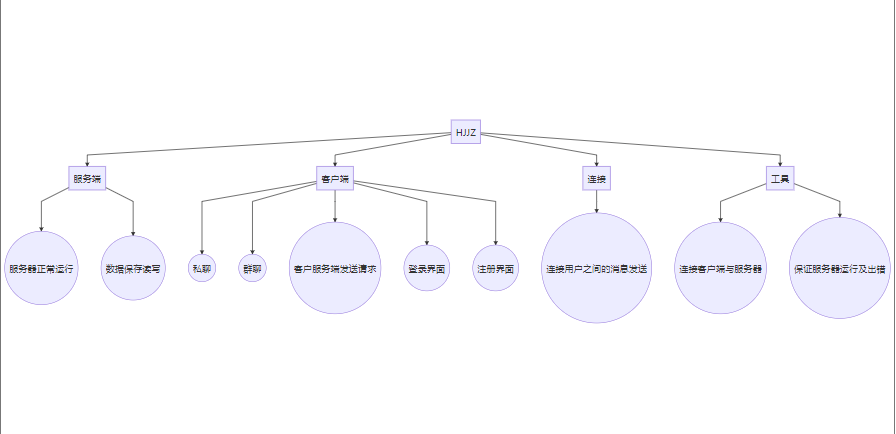 HJJZ
服务端
客户端
连接
工具
服务器正常运行
数据保存读写
私聊
群聊
客户服务端发送请求
登录界面
注册界面
连接用户之间的消息发送
连接客户端与服务器
保证服务器运行及出错